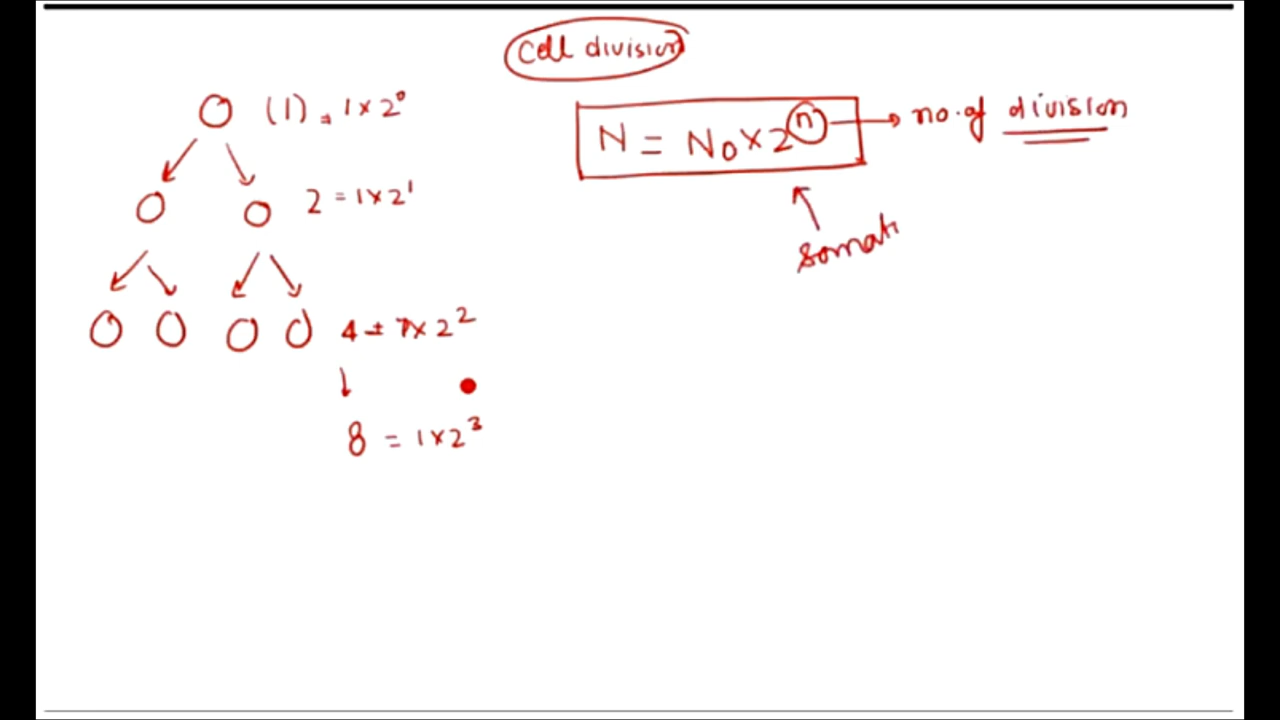 Cell division
(1) = 1 × 2⁰
N = N₀ × 2ⁿ → no. of division
2 = 1 × 2¹
somati
4 = 1 × 2²
8 = 1 × 2³